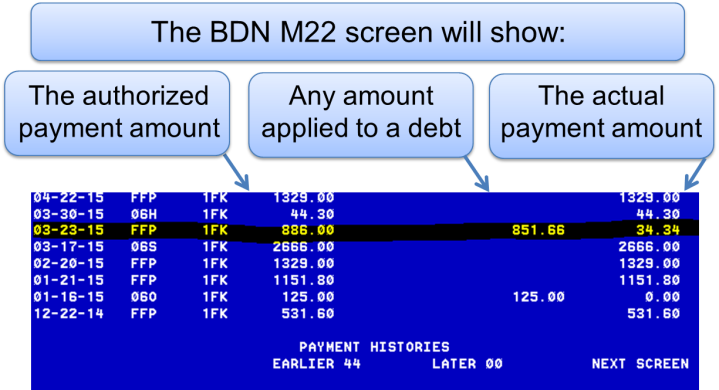 The BDN M22 screen will show:
The authorized payment amount
Any amount applied to a debt
The actual payment amount
04-22-15 FFP 1FK 1329.00 1329.00
03-30-15 06H 1FK 44.30 44.30
03-23-15 FFP 1FK 886.00 851.66 34.34
03-17-15 06S 1FK 2666.00 2666.00
02-20-15 FFP 1FK 1329.00 1329.00
01-21-15 FFP 1FK 1151.80 1151.80
01-16-15 06O 1FK 125.00 125.00 0.00
12-22-14 FFP 1FK 531.60 531.60
PAYMENT HISTORIES
EARLIER 44 LATER 00 NEXT SCREEN